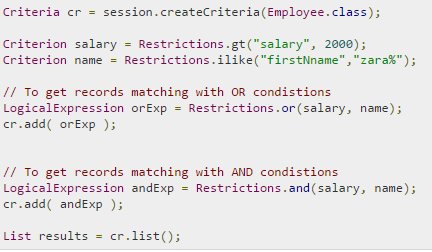 Criteria cr = session.createCriteria(Employee.class);
Criterion salary = Restrictions.gt("salary", 2000);
Criterion name = Restrictions.ilike("firstNname","zara%");
// To get records matching with OR condistions
LogicalExpression orExp = Restrictions.or(salary, name);
cr.add( orExp );
// To get records matching with AND condistions
LogicalExpression andExp = Restrictions.and(salary, name);
cr.add( andExp );
List results = cr.list();